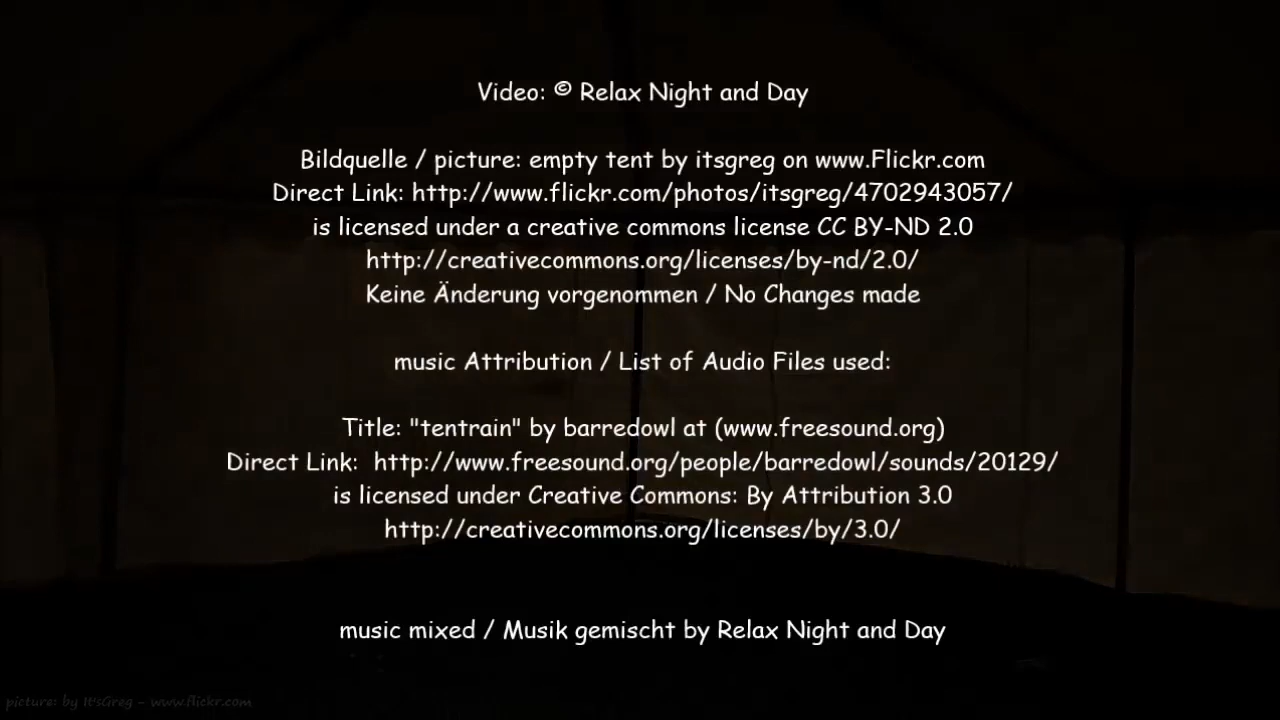 Video: © Relax Night and Day
Bildquelle / picture: empty tent by itsgreg on www.Flickr.com
Direct Link: http://www.flickr.com/photos/itsgreg/4702943057/
is licensed under a creative commons license CC BY-ND 2.0
http://creativecommons.org/licenses/by-nd/2.0/
Keine Änderung vorgenommen / No Changes made
music Attribution / List of Audio Files used:
Title: "tentrain" by barredowl at (www.freesound.org)
Direct Link:  http://www.freesound.org/people/barredowl/sounds/20129/
is licensed under Creative Commons: By Attribution 3.0
http://creativecommons.org/licenses/by/3.0/
music mixed / Musik gemischt by Relax Night and Day
picture: by It'sGreg - www.flickr.com